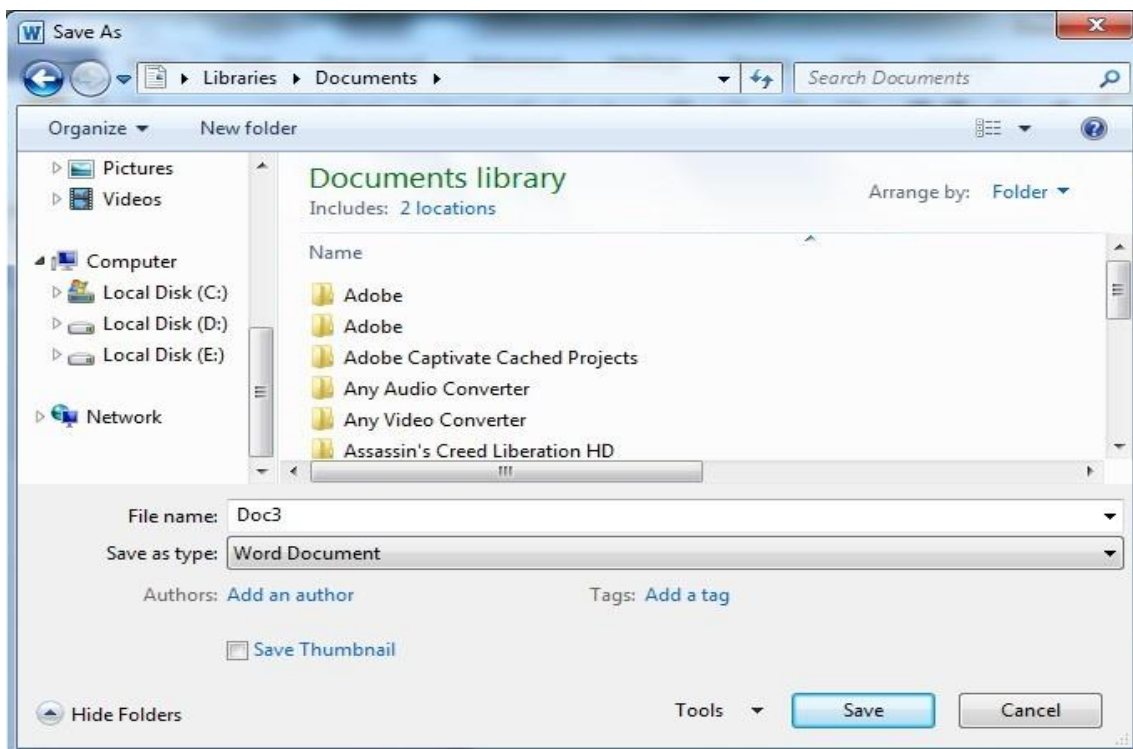 W Save As
Libraries Documents Search Documents
Organize New folder
Pictures
Videos
Computer
Local Disk (C:)
Local Disk (D:)
Local Disk (E:)
Network
Documents library
Includes: 2 locations
Arrange by: Folder
Name
Adobe
Adobe
Adobe Captivate Cached Projects
Any Audio Converter
Any Video Converter
Assassin's Creed Liberation HD
File name: Doc3
Save as type: Word Document
Authors: Add an author Tags: Add a tag
Save Thumbnail
Hide Folders Tools Save Cancel